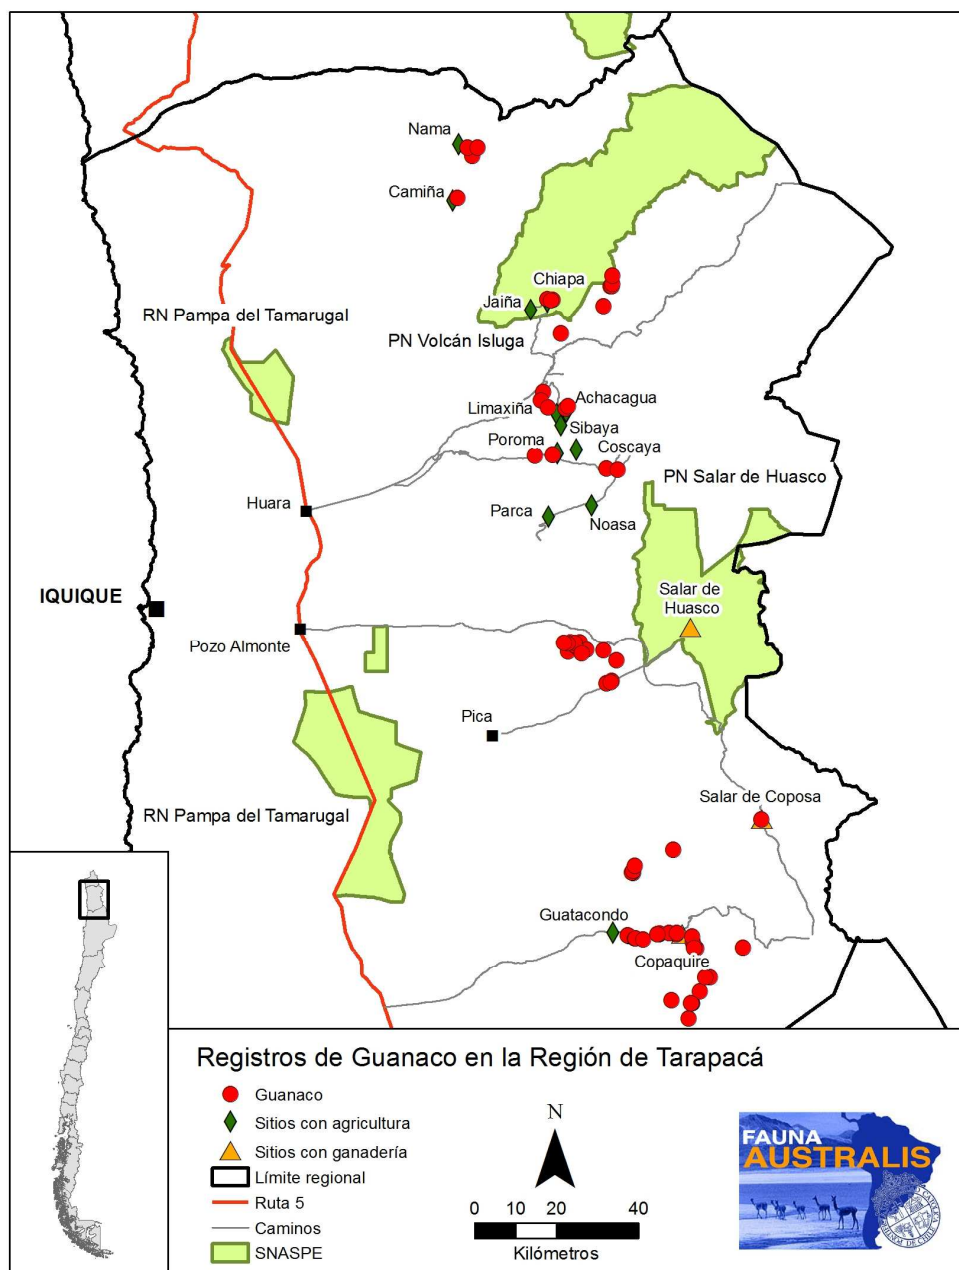 Nama
Camiña
Chiapa
Jaiña
RN Pampa del Tamarugal
PN Volcán Isluga
Achacagua
Limaxiña
Sibaya
Poroma
Coscaya
PN Salar de Huasco
Huara
Parca
Noasa
IQUIQUE
Salar de
Huasco
Pozo Almonte
Pica
Salar de Coposa
RN Pampa del Tamarugal
Guatacondo
Copaquire
Registros de Guanaco en la Región de Tarapacá
Guanaco
Sitios con agricultura
Sitios con ganadería
Límite regional
Ruta 5
Caminos
SNASPE
N
0 10 20 40
Kilómetros
FAUNA
AUSTRALIS